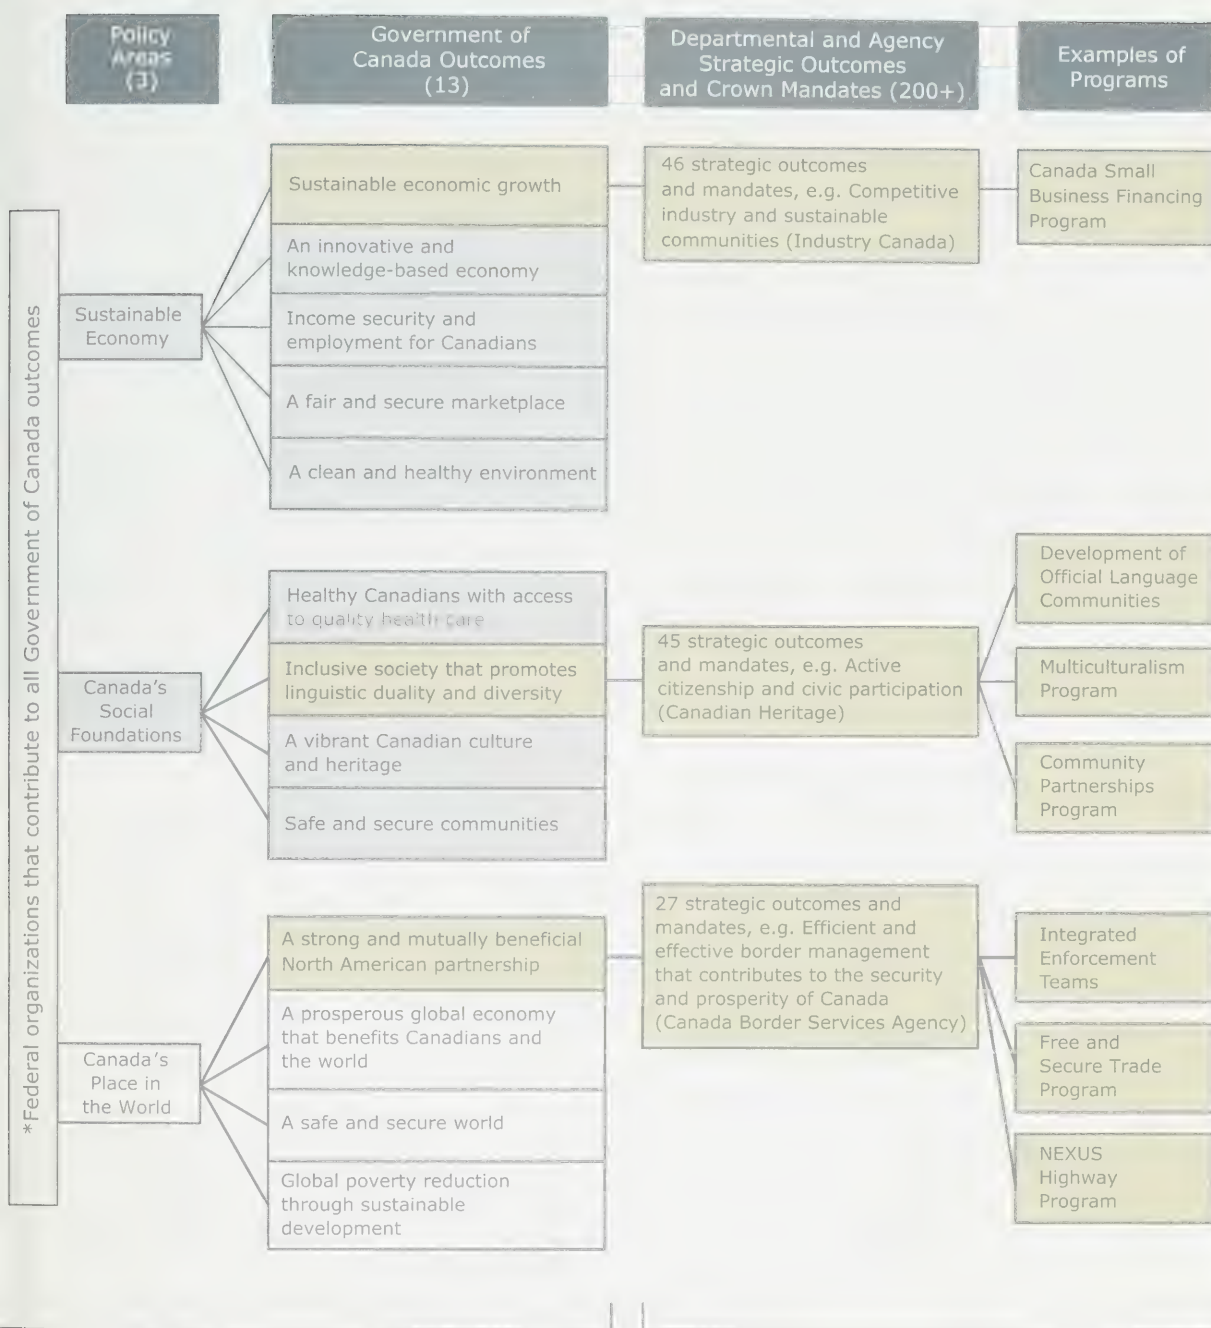 Policy
Areas
(3)
Government of
Canada Outcomes
(13)
Departmental and Agency
Strategic Outcomes
and Crown Mandates (200+)
Examples of
Programs
*Federal organizations that contribute to all Government of Canada outcomes
Sustainable
Economy
Sustainable economic growth
An innovative and
knowledge-based economy
Income security and
employment for Canadians
A fair and secure marketplace
A clean and healthy environment
46 strategic outcomes
and mandates, e.g. Competitive
industry and sustainable
communities (Industry Canada)
Canada Small
Business Financing
Program
Canada's
Social
Foundations
Healthy Canadians with access
to quality health care
Inclusive society that promotes
linguistic duality and diversity
A vibrant Canadian culture
and heritage
Safe and secure communities
45 strategic outcomes
and mandates, e.g. Active
citizenship and civic participation
(Canadian Heritage)
Development of
Official Language
Communities
Multiculturalism
Program
Community
Partnerships
Program
Canada's
Place in
the World
A strong and mutually beneficial
North American partnership
A prosperous global economy
that benefits Canadians and
the world
A safe and secure world
Global poverty reduction
through sustainable
development
27 strategic outcomes and
mandates, e.g. Efficient and
effective border management
that contributes to the security
and prosperity of Canada
(Canada Border Services Agency)
Integrated
Enforcement
Teams
Free and
Secure Trade
Program
NEXUS
Highway
Program